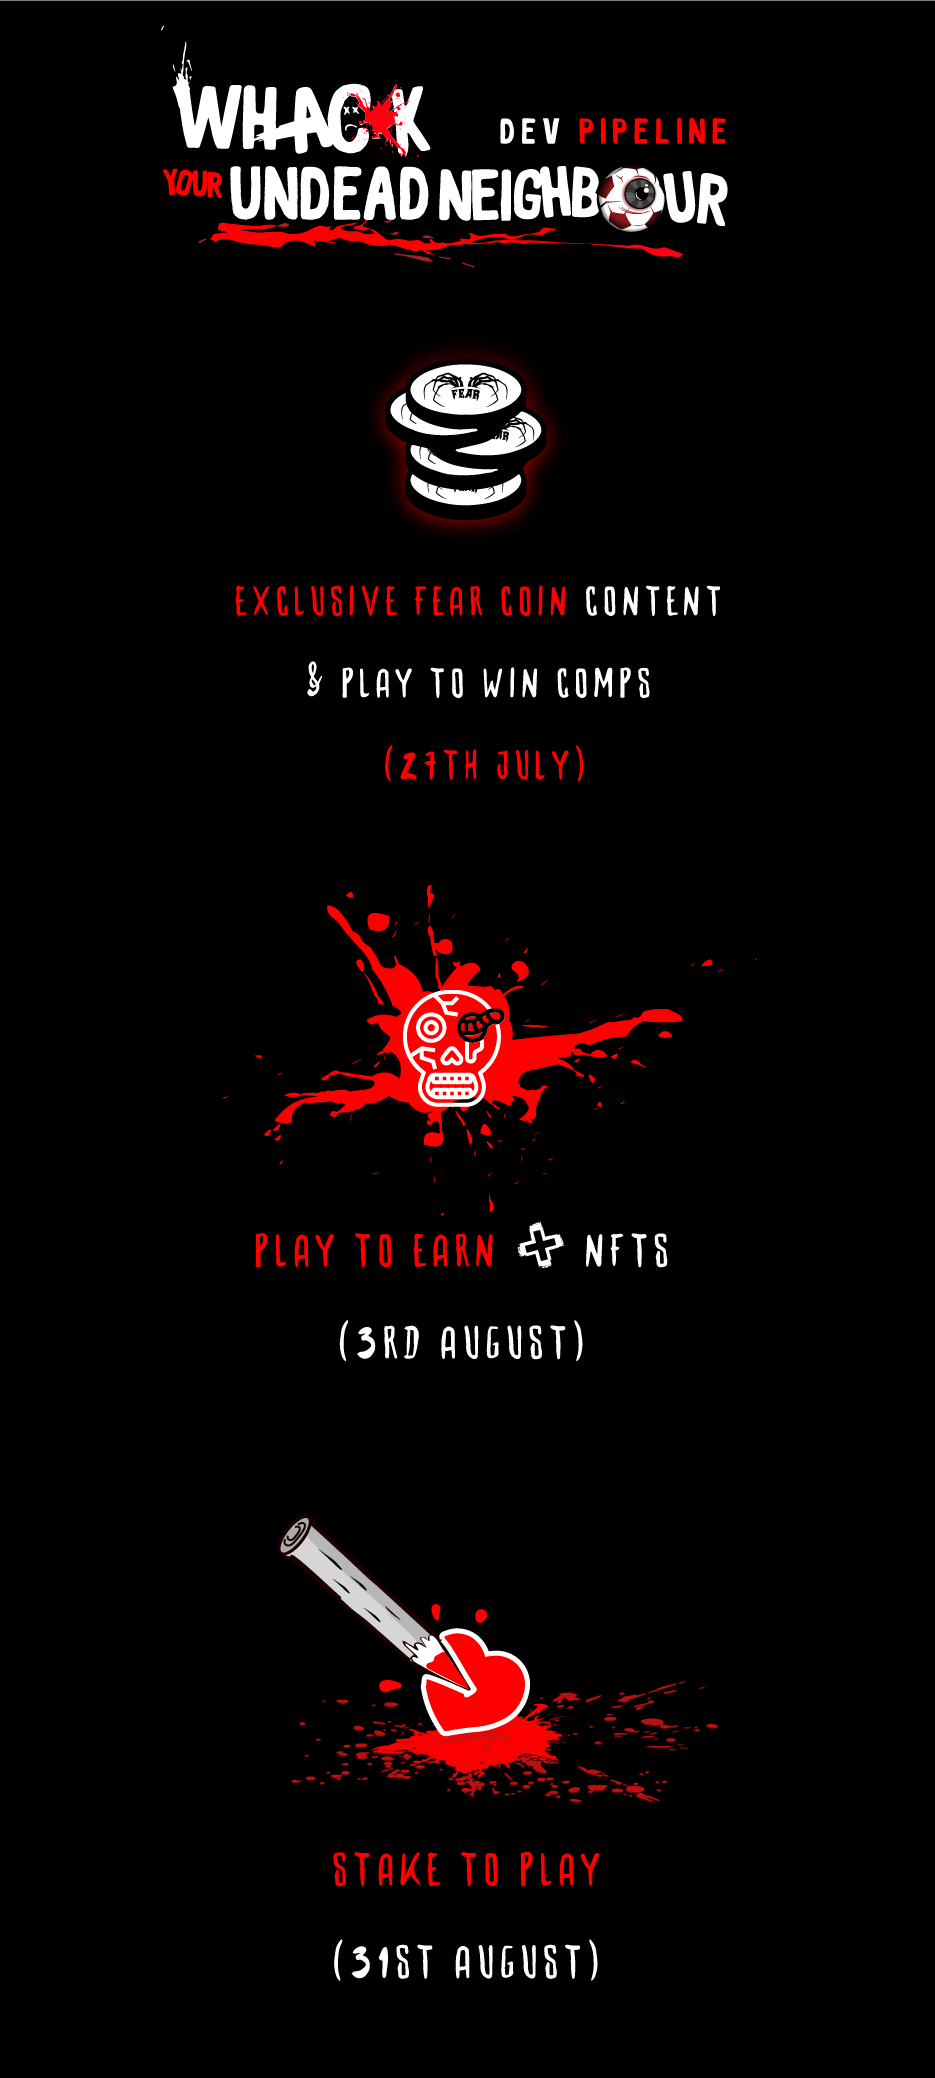 WHACK
DEV PIPELINE
YOUR UNDEAD NEIGHBOUR
FEAR
EXCLUSIVE FEAR COIN CONTENT
& PLAY TO WIN COMPS
(27TH JULY)
PLAY TO EARN + NFTS
(3RD AUGUST)
STAKE TO PLAY
(31ST AUGUST)